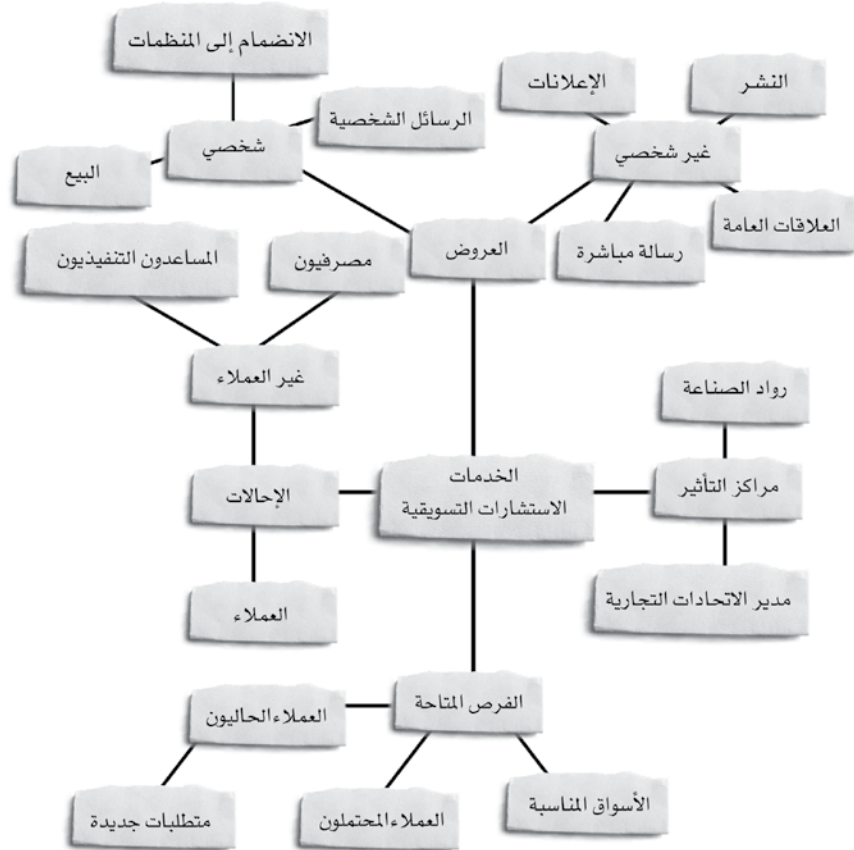 الانضمام إلى المنظمات
النشر
الإعلانات
الرسائل الشخصية
شخصي
غير شخصي
البيع
العلاقات العامة
العروض
رسالة مباشرة
مصرفيون
المساعدون التنفيذيون
غير العملاء
رواد الصناعة
الخدمات
الاستشارات التسويقية
مراكز التأثير
الإحالات
مدير الاتحادات التجارية
العملاء
الفرص المتاحة
العملاء الحاليون
الأسواق المناسبة
العملاء المحتملون
متطلبات جديدة